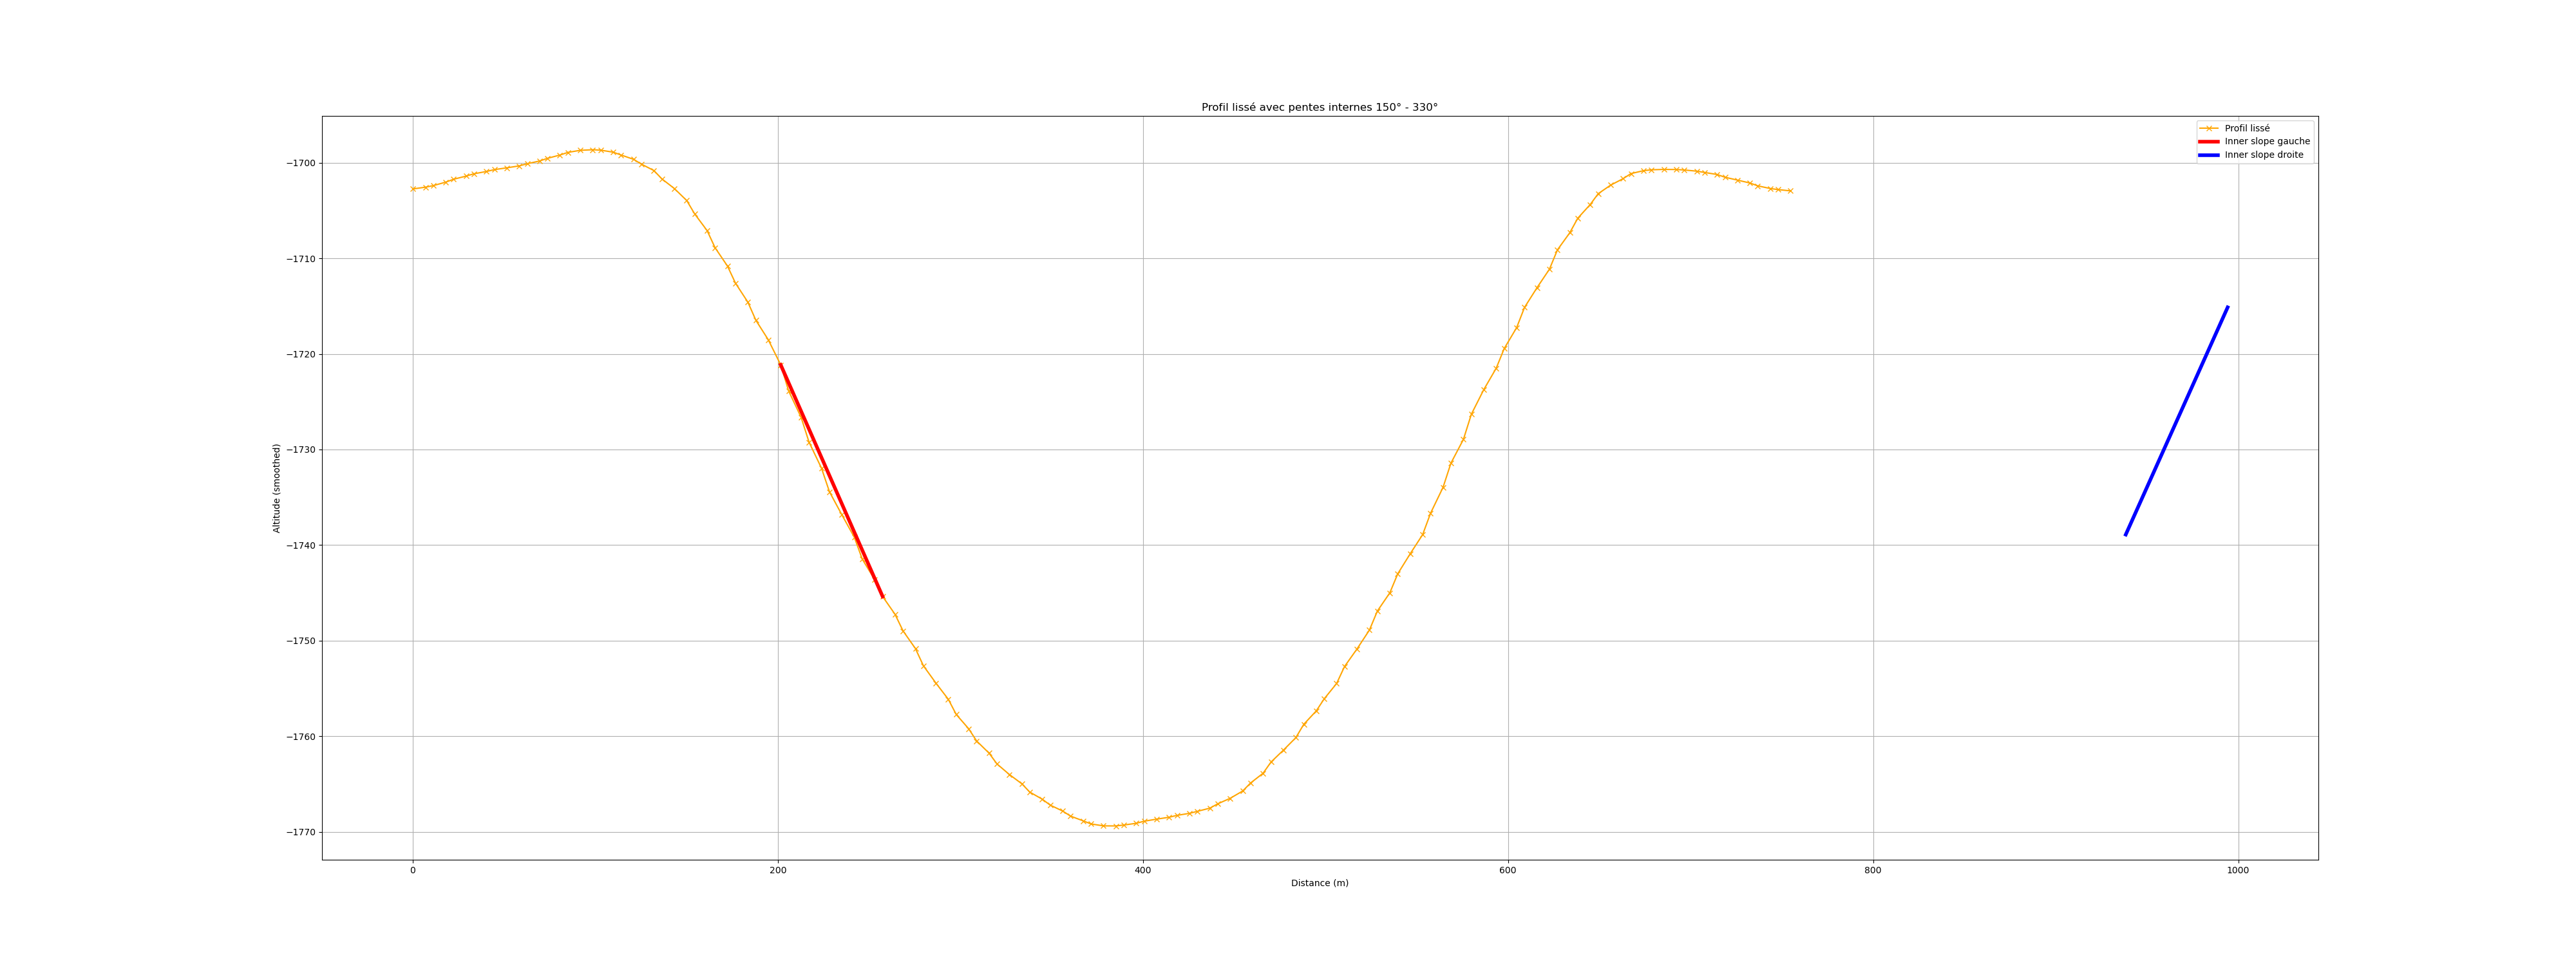 Profil lissé avec pentes internes 150° - 330°
Profil lissé
Inner slope gauche
Inner slope droite
Altitude (smoothed)
−1700
−1710
−1720
−1730
−1740
−1750
−1760
−1770
0
200
400
600
800
1000
Distance (m)